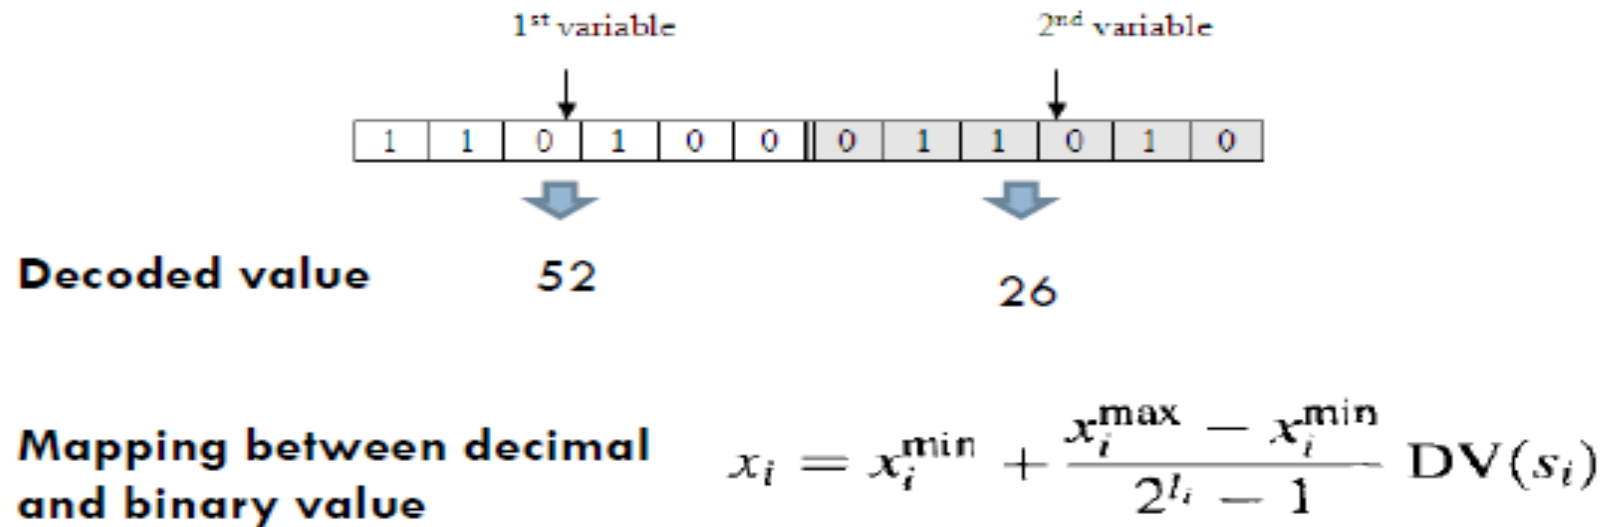 1st variable 2nd variable
1 1 0 1 0 0 0 1 1 0 1 0
Decoded value 52 26
Mapping between decimal
and binary value
x_i = x_i^min + (x_i^max − x_i^min) / (2^{l_i} − 1) DV(s_i)